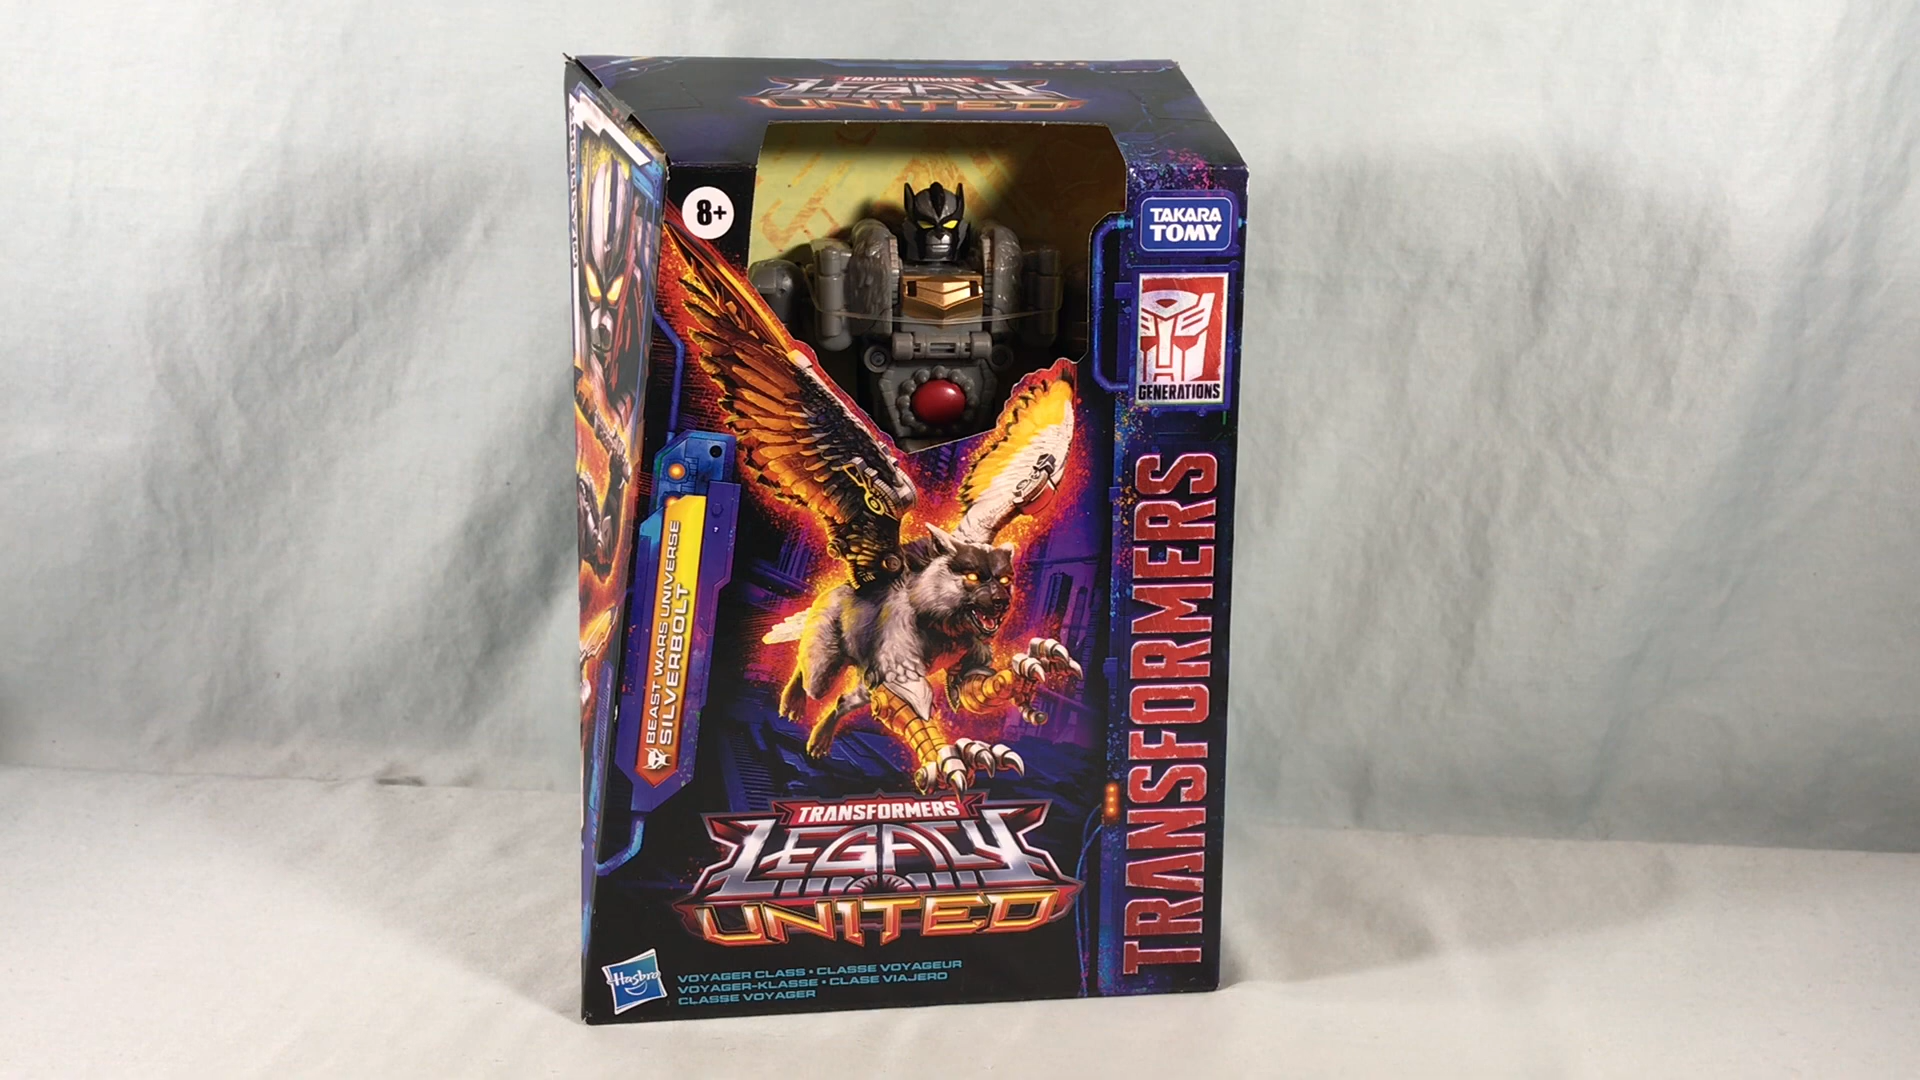 TRANSFORMERS
LEGACY
UNITED
8+
TAKARA
TOMY
GENERATIONS
TRANSFORMERS
BEAST WARS UNIVERSE
SILVERBOLT
TRANSFORMERS
LEGACY
UNITED
Hasbro
VOYAGER CLASS • CLASSE VOYAGEUR
VOYAGER-KLASSE • CLASE VIAJERO
CLASSE VOYAGER